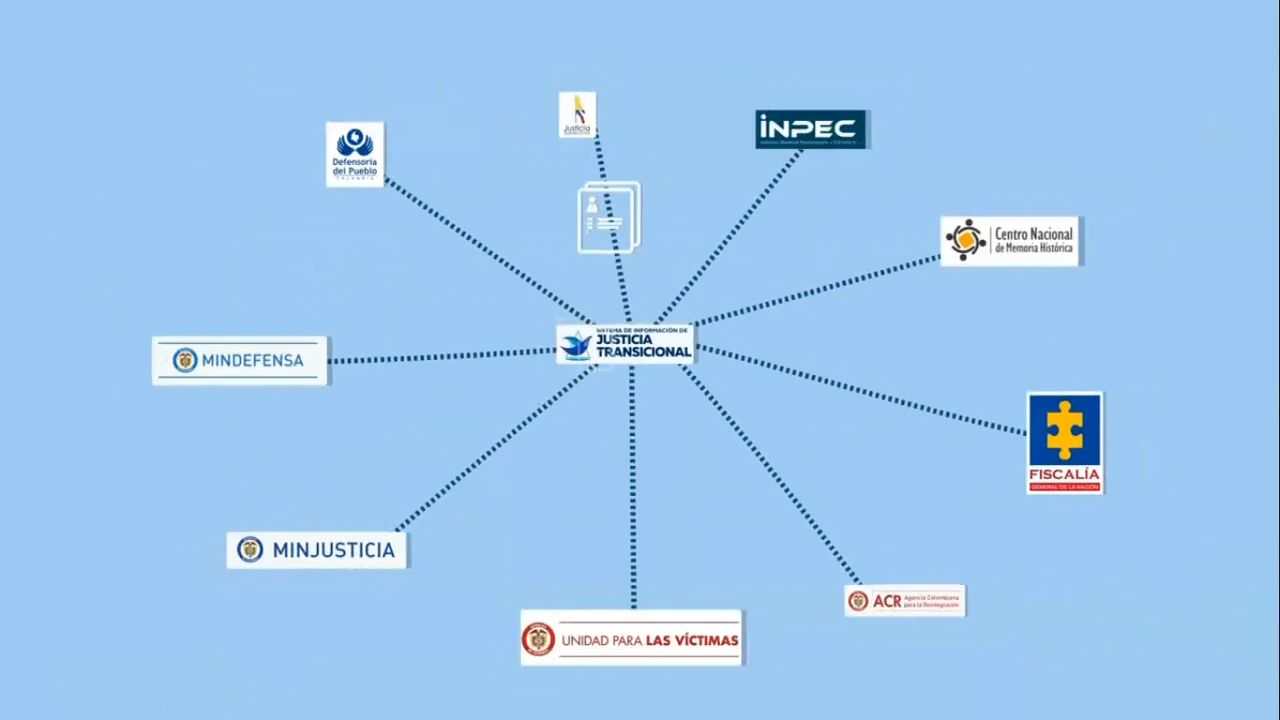 Justicia
INPEC
Defensoría
del Pueblo
COLOMBIA
Centro Nacional
de Memoria Histórica
SISTEMA DE INFORMACIÓN DE
JUSTICIA
TRANSICIONAL
MINDEFENSA
FISCALÍA
GENERAL DE LA NACIÓN
MINJUSTICIA
ACR
Agencia Colombiana
para la Reintegración
UNIDAD PARA LAS VÍCTIMAS